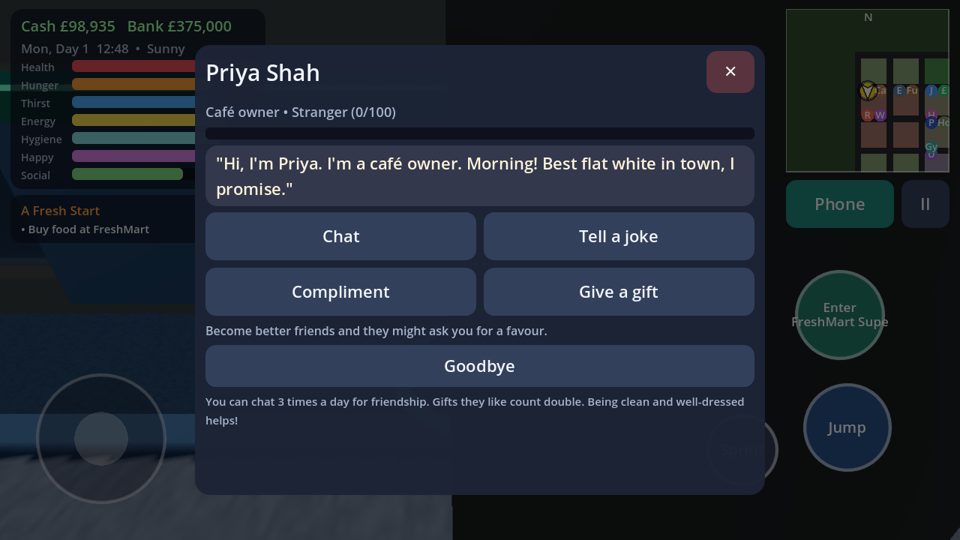 Cash £98,935 Bank £375,000
Mon, Day 1 12:48 • Sunny
Health
Hunger
Thirst
Energy
Hygiene
Happy
Social
A Fresh Start
• Buy food at FreshMart
Priya Shah
×
Café owner • Stranger (0/100)
"Hi, I'm Priya. I'm a café owner. Morning! Best flat white in town, I
promise."
Chat
Tell a joke
Compliment
Give a gift
Become better friends and they might ask you for a favour.
Goodbye
You can chat 3 times a day for friendship. Gifts they like count double. Being clean and well-dressed
helps!
N
E Fu
J £
R W
H
P Ho
Gy
U
Phone
II
Enter
FreshMart Supe
Jump